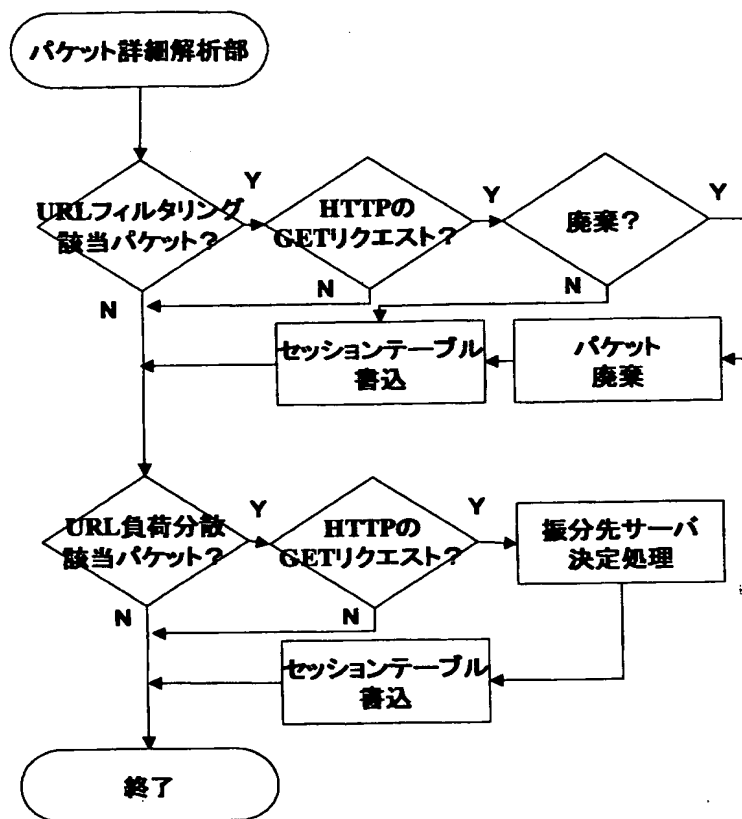 パケット詳細解析部
Y
Y
Y
URLフィルタリング
該当パケット？
HTTPの
GETリクエスト？
廃棄？
N
N
N
セッションテーブル
書込
パケット
廃棄
Y
Y
URL負荷分散
該当パケット？
HTTPの
GETリクエスト？
振分先サーバ
決定処理
N
N
セッションテーブル
書込
終了